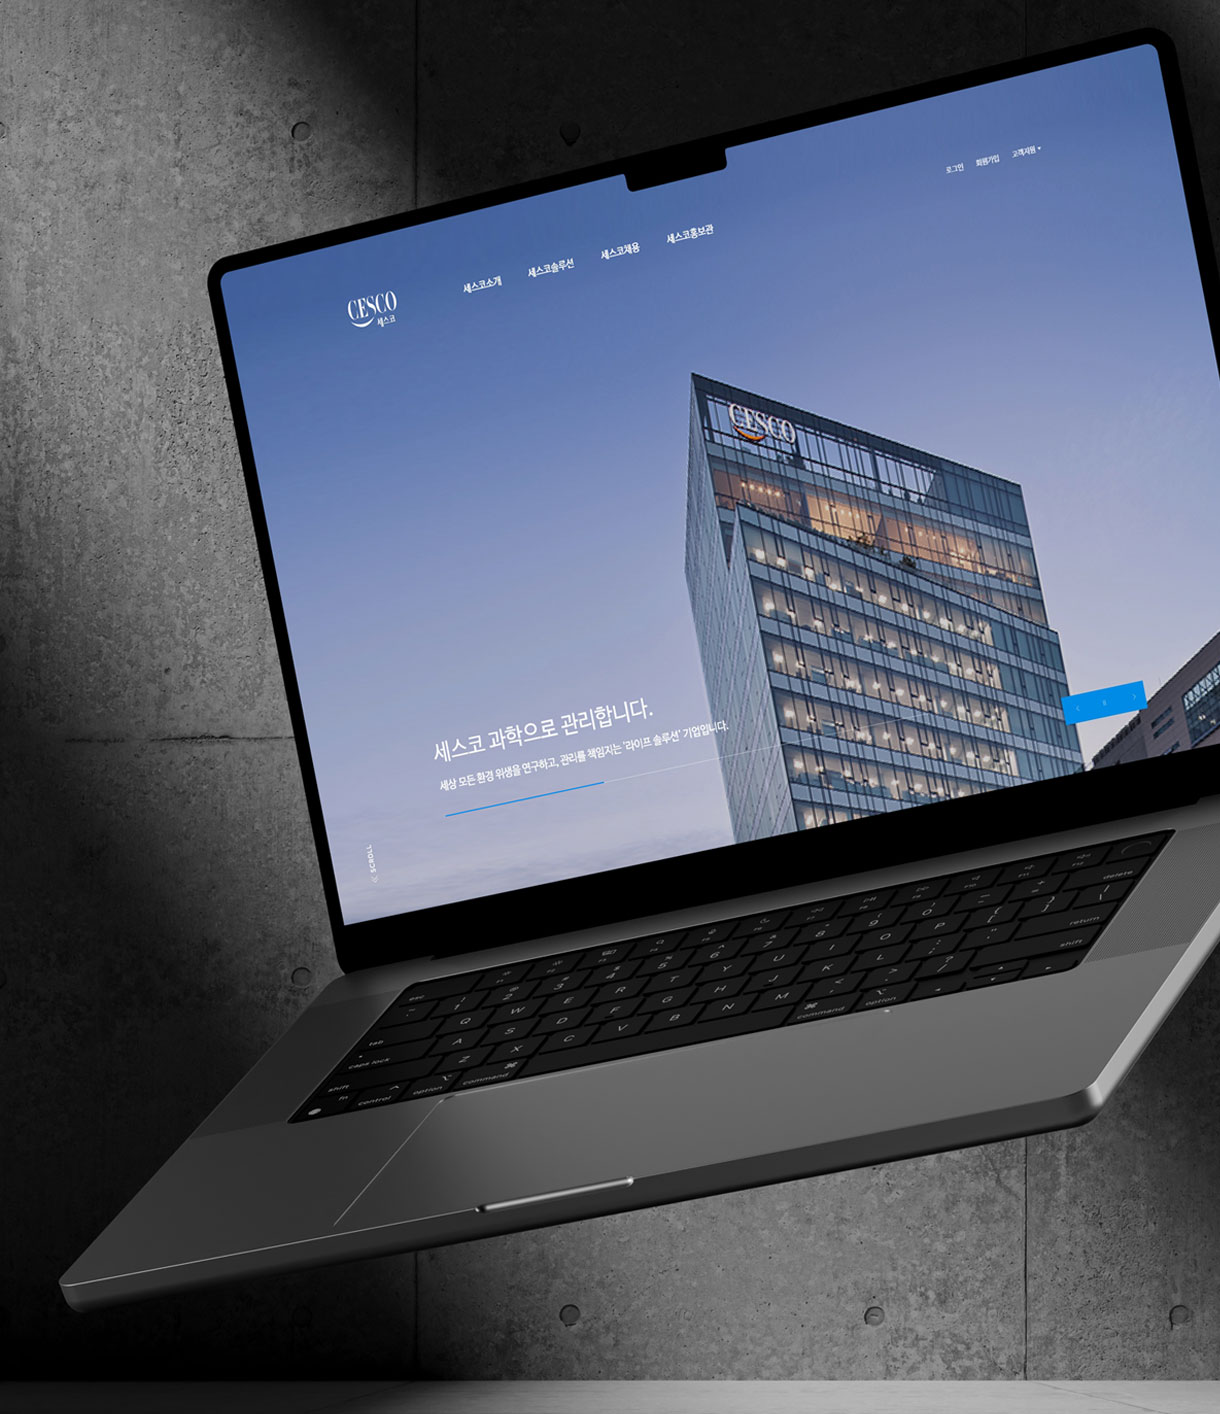 로그인 회원가입 고객지원
세스코소개 세스코솔루션 세스코채용 세스코홍보관
CESCO
세스코
CESCO
세스코 과학으로 관리합니다.
세상 모든 환경 위생을 연구하고, 관리를 책임지는 '라이프 솔루션' 기업입니다.
SCROLL
esc
delete
tab Q W E R T Y U I O P
caps lock A S D F G H J K L return
shift Z X C V B N M shift
fn control option command command option